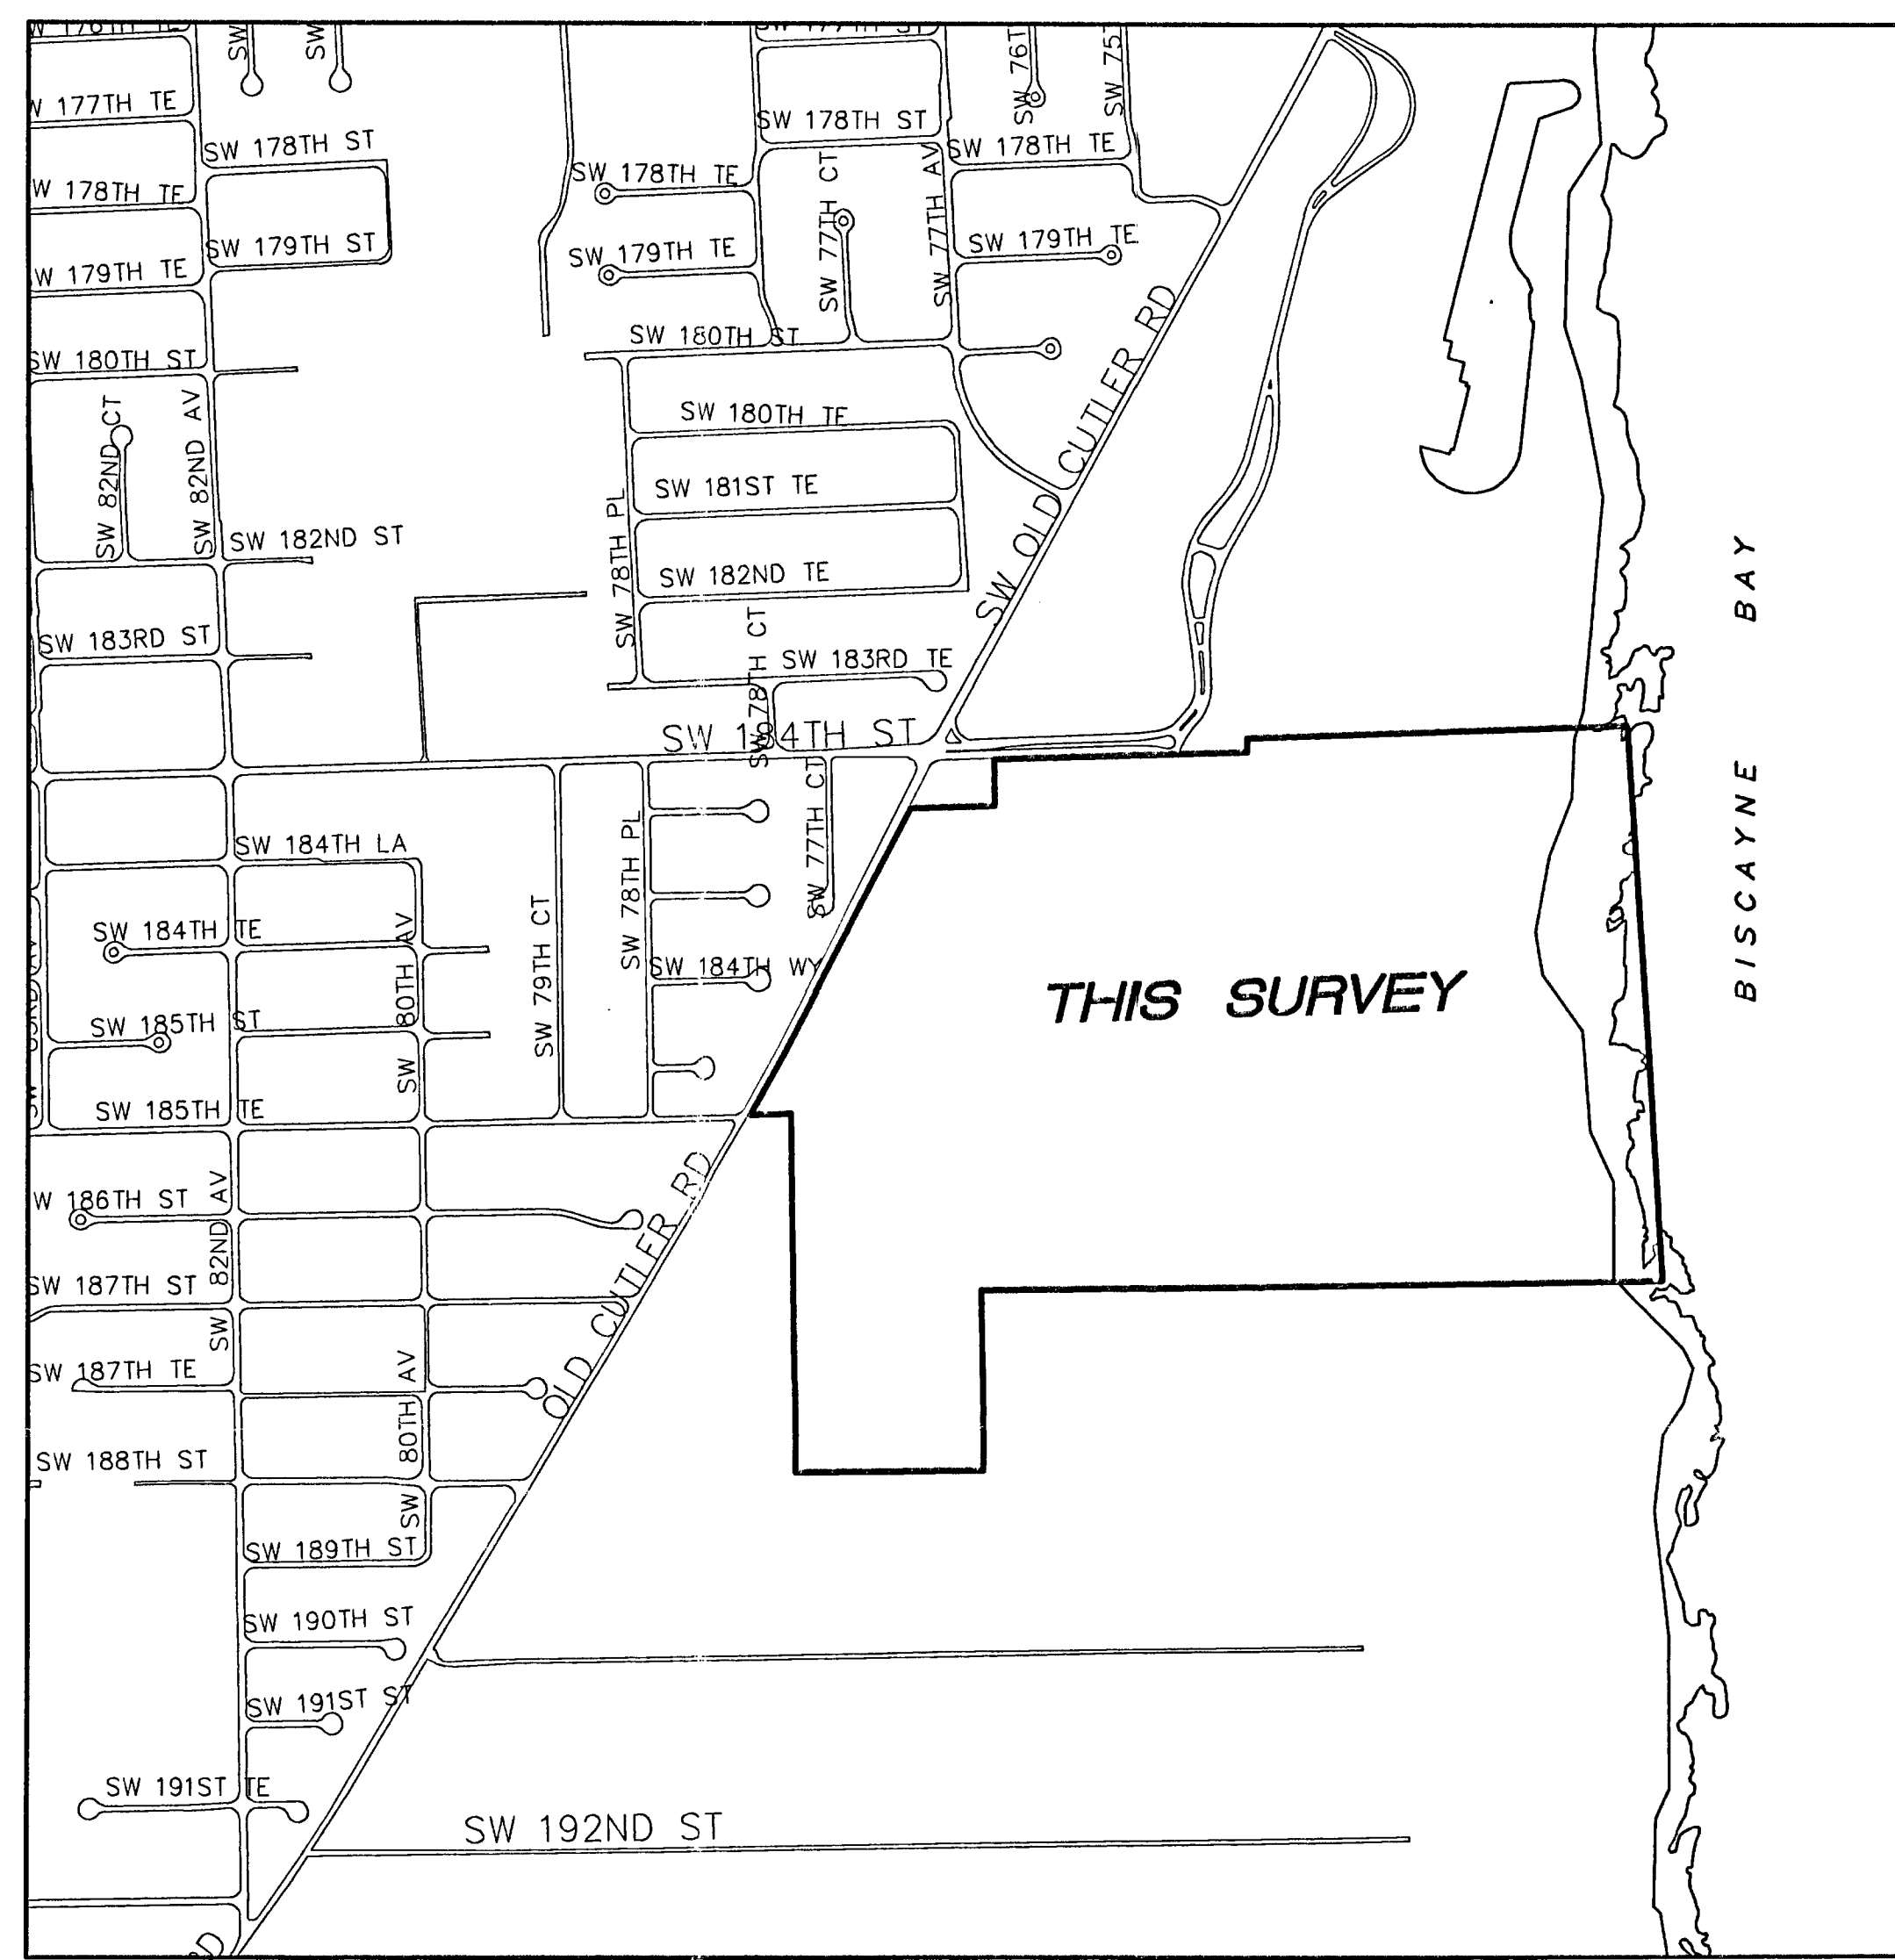 SW
SW
SW 178TH ST
SW 178TH TE
SW 178TH ST
SW 178TH TE
SW 76T
SW 75T
W 177TH TE
W 178TH TE
SW 179TH ST
W 179TH TE
SW 179TH TE
SW 77TH CT
SW 77TH AV
SW 179TH TE
SW 180TH ST
SW 180TH ST
SW 82ND CT
SW 82ND AV
SW 180TH TE
SW 181ST TE
SW 78TH PL
SW 182ND ST
SW 182ND TE
SW OLD CUTLER RD
SW 183RD ST
SW 78TH CT
SW 183RD TE
SW 184TH ST
BISCAYNE BAY
SW 184TH LA
SW 77TH CT
SW 78TH PL
SW 79TH CT
SW 184TH TE
SW 80TH AV
SW 184TH WY
THIS SURVEY
SW 185TH ST
SW 185TH TE
W 186TH ST
SW 82ND AV
SW 187TH ST
OLD CUTLER RD
SW 187TH TE
SW 80TH AV
SW 188TH ST
SW 189TH ST
SW 190TH ST
SW 191ST ST
SW 191ST TE
SW 192ND ST